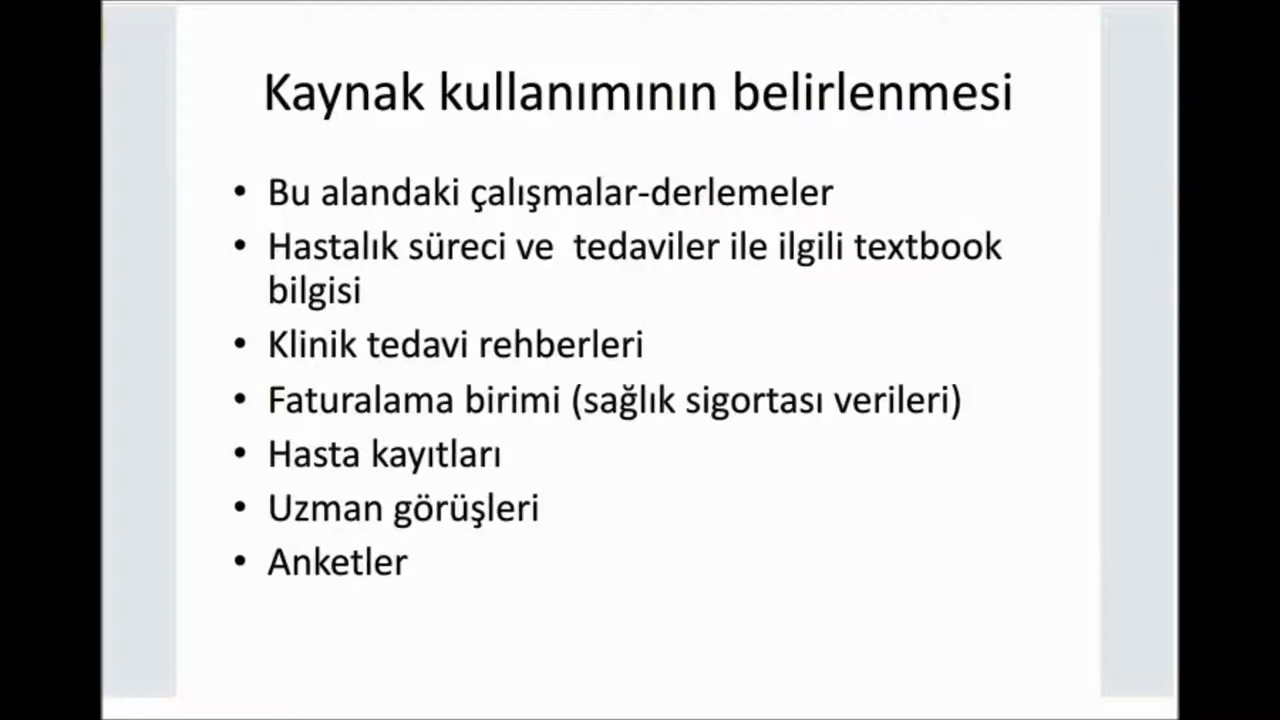 Kaynak kullanımının belirlenmesi
• Bu alandaki çalışmalar-derlemeler
• Hastalık süreci ve  tedaviler ile ilgili textbook
bilgisi
• Klinik tedavi rehberleri
• Faturalama birimi (sağlık sigortası verileri)
• Hasta kayıtları
• Uzman görüşleri
• Anketler